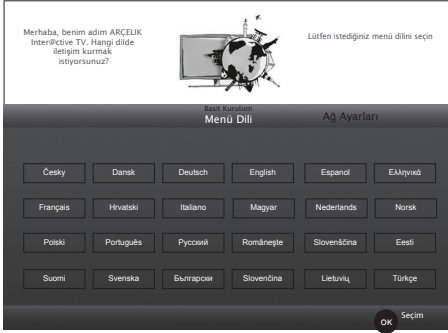 Merhaba, benim adım ARÇELIK
Inter@ctive TV. Hangi dilde
iletişim kurmak
istiyorsunuz?
Lütfen istediğiniz menü dilini seçin
Basit Kurulum
Menü Dili
Ağ Ayarları
Česky Dansk Deutsch English Espanol Ελληνικά
Français Hrvatski Italiano Magyar Nederlands Norsk
Polski Português Русский Româneşte Slovenščina Eesti
Suomi Svenska Български Slovenčina Lietuvių Türkçe
OK Seçim